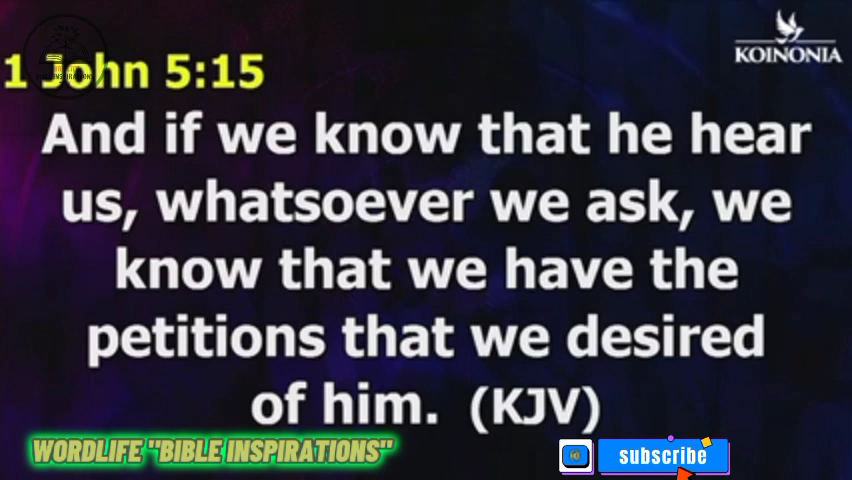 KOINONIA
1 John 5:15
And if we know that he hear
us, whatsoever we ask, we
know that we have the
petitions that we desired
of him. (KJV)
WORDLIFE "BIBLE INSPIRATIONS"
subscribe